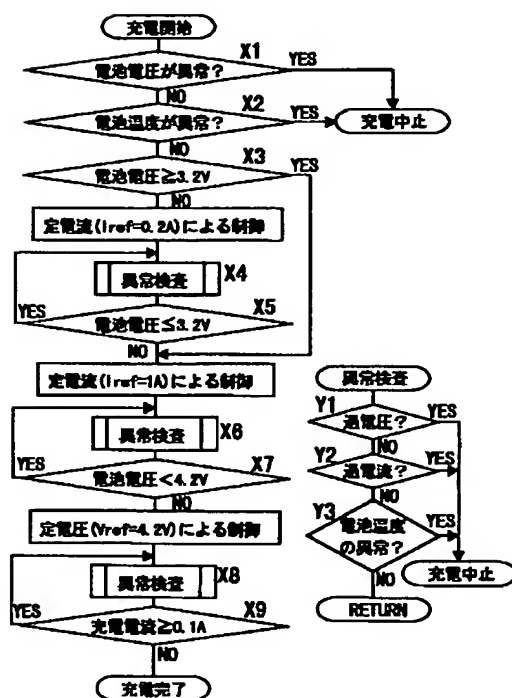 充電開始
X1
電池電圧が異常?
YES
NO
X2
電池温度が異常?
YES
充電中止
NO
X3
電池電圧≧3.2V
YES
NO
定電流(Iref=0.2A)による制御
異常検査
X4
X5
電池電圧≦3.2V
YES
NO
定電流(Iref=1A)による制御
異常検査
X6
X7
電池電圧<4.2V
YES
NO
定電圧(Vref=4.2V)による制御
異常検査
X8
X9
充電電流≧0.1A
YES
NO
充電完了
異常検査
Y1
過電圧?
YES
NO
Y2
過電流?
YES
NO
Y3
電池温度
の異常?
YES
充電中止
NO
RETURN